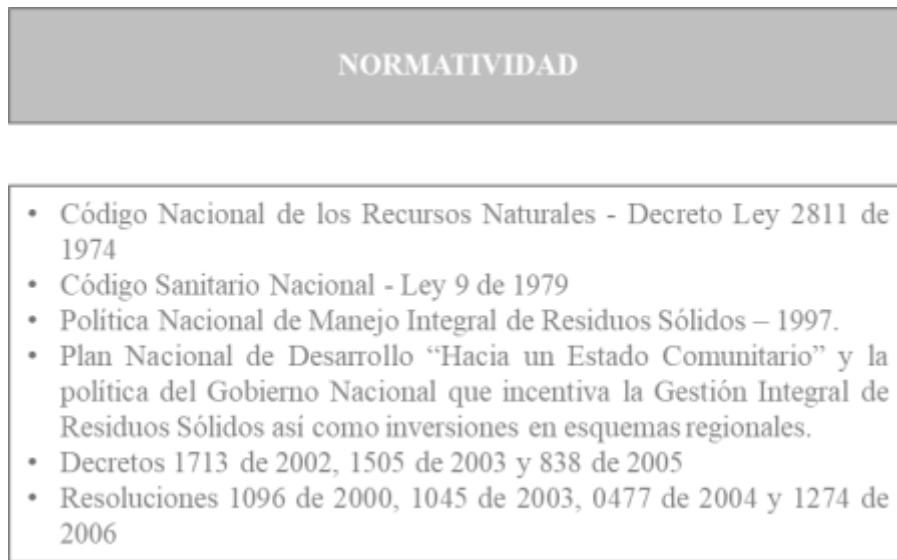 NORMATIVIDAD
• Código Nacional de los Recursos Naturales - Decreto Ley 2811 de
1974
• Código Sanitario Nacional - Ley 9 de 1979
• Política Nacional de Manejo Integral de Residuos Sólidos – 1997.
• Plan Nacional de Desarrollo “Hacia un Estado Comunitario” y la
política del Gobierno Nacional que incentiva la Gestión Integral de
Residuos Sólidos así como inversiones en esquemas regionales.
• Decretos 1713 de 2002, 1505 de 2003 y 838 de 2005
• Resoluciones 1096 de 2000, 1045 de 2003, 0477 de 2004 y 1274 de
2006